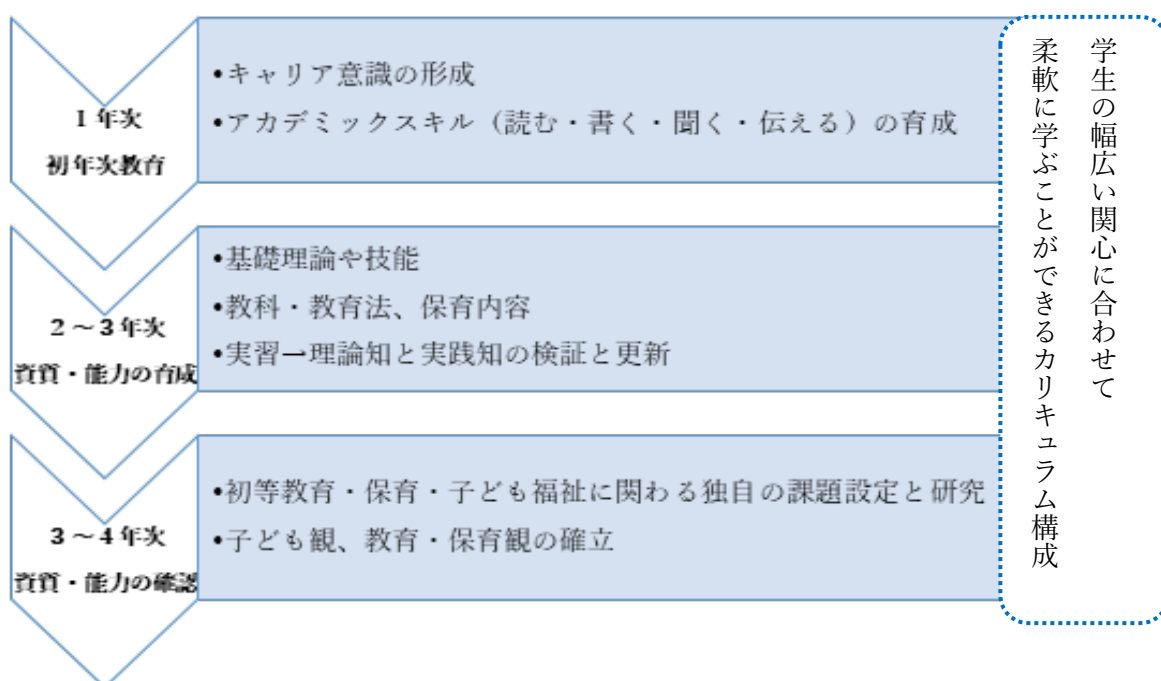 1年次
初年次教育
•キャリア意識の形成
•アカデミックスキル（読む・書く・聞く・伝える）の育成
2～3年次
資質・能力の育成
•基礎理論や技能
•教科・教育法、保育内容
•実習→理論知と実践知の検証と更新
3～4年次
資質・能力の確認
•初等教育・保育・子ども福祉に関わる独自の課題設定と研究
•子ども観、教育・保育観の確立
学生の幅広い関心に合わせて
柔軟に学ぶことができるカリキュラム構成